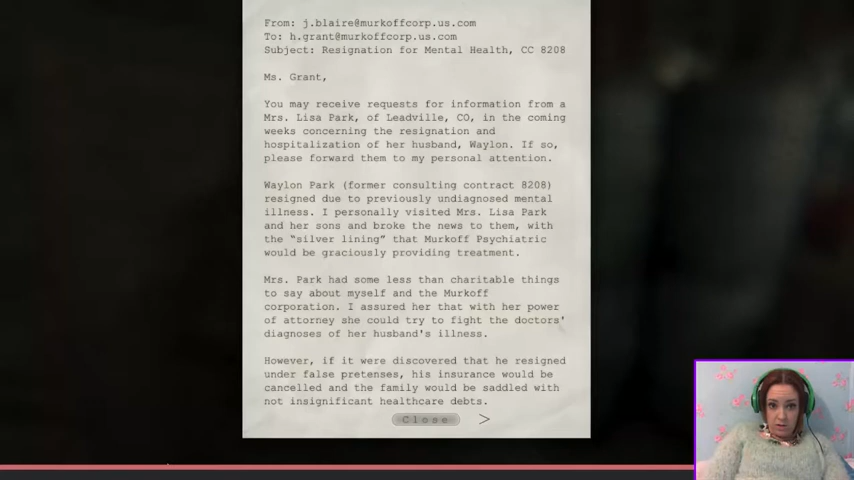 From: j.blaire@murkoffcorp.us.com
To: h.grant@murkoffcorp.us.com
Subject: Resignation for Mental Health, CC 8208
Ms. Grant,
You may receive requests for information from a
Mrs. Lisa Park, of Leadville, CO, in the coming
weeks concerning the resignation and
hospitalization of her husband, Waylon. If so,
please forward them to my personal attention.
Waylon Park (former consulting contract 8208)
resigned due to previously undiagnosed mental
illness. I personally visited Mrs. Lisa Park
and her sons and broke the news to them, with
the “silver lining” that Murkoff Psychiatric
would be graciously providing treatment.
Mrs. Park had some less than charitable things
to say about myself and the Murkoff
corporation. I assured her that with her power
of attorney she could try to fight the doctors'
diagnoses of her husband's illness.
However, if it were discovered that he resigned
under false pretenses, his insurance would be
cancelled and the family would be saddled with
not insignificant healthcare debts.
Close >